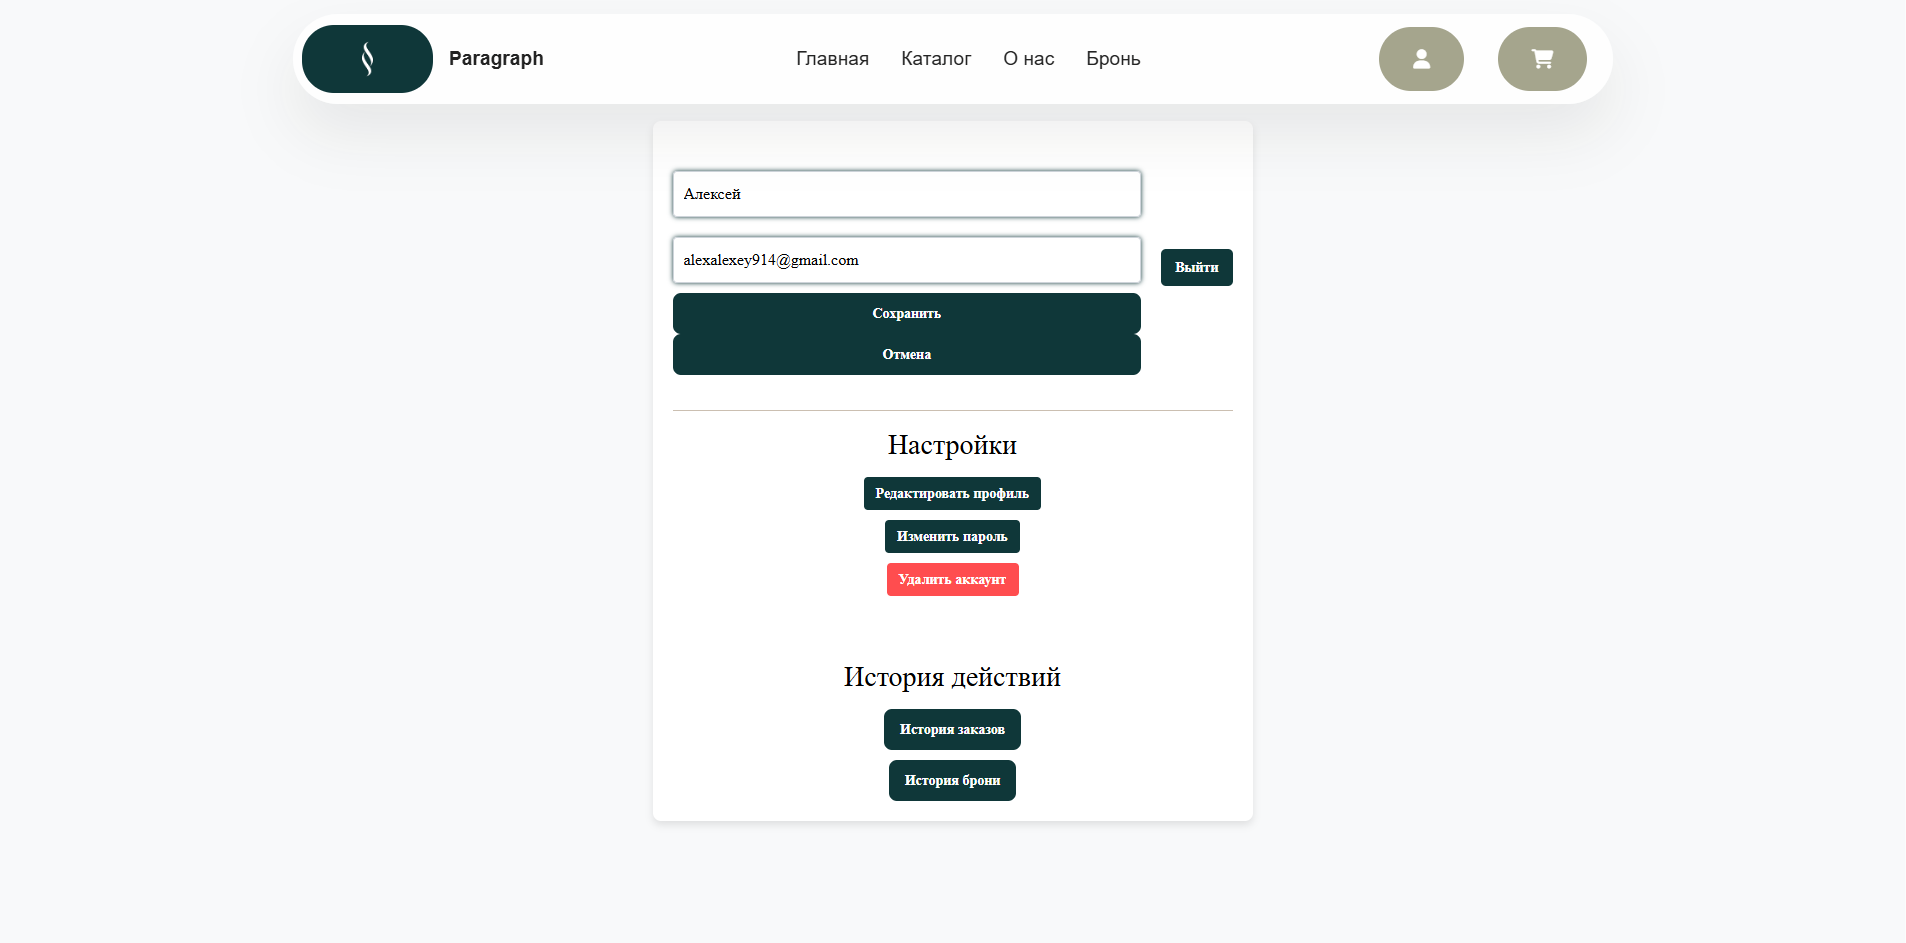 Paragraph
Главная Каталог О нас Бронь
Алексей
alexalexey914@gmail.com
Выйти
Сохранить
Отмена
Настройки
Редактировать профиль
Изменить пароль
Удалить аккаунт
История действий
История заказов
История брони